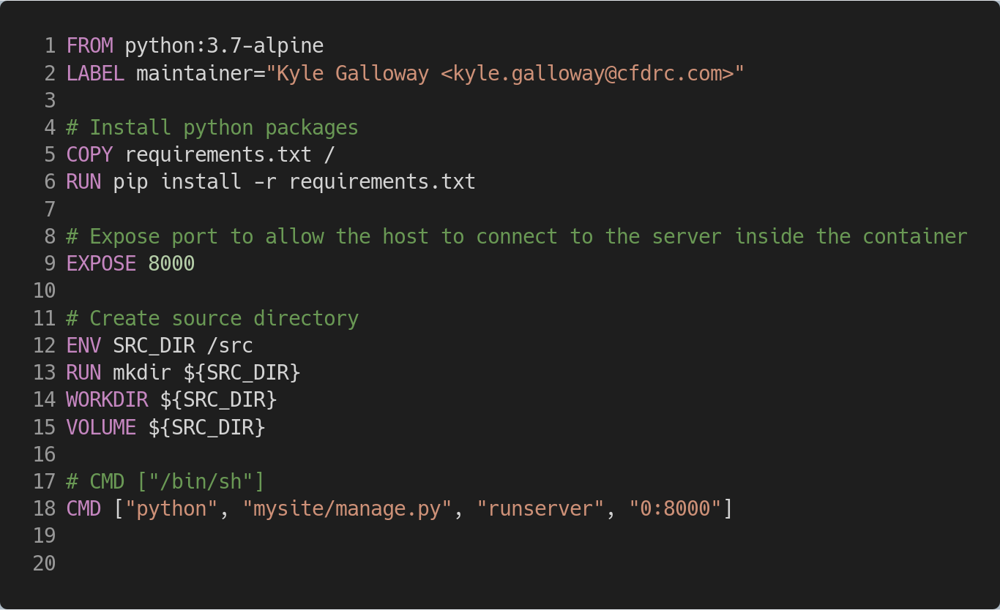 1 FROM python:3.7-alpine
2 LABEL maintainer="Kyle Galloway <kyle.galloway@cfdrc.com>"
3
4 # Install python packages
5 COPY requirements.txt /
6 RUN pip install -r requirements.txt
7
8 # Expose port to allow the host to connect to the server inside the container
9 EXPOSE 8000
10
11 # Create source directory
12 ENV SRC_DIR /src
13 RUN mkdir ${SRC_DIR}
14 WORKDIR ${SRC_DIR}
15 VOLUME ${SRC_DIR}
16
17 # CMD ["/bin/sh"]
18 CMD ["python", "mysite/manage.py", "runserver", "0:8000"]
19
20